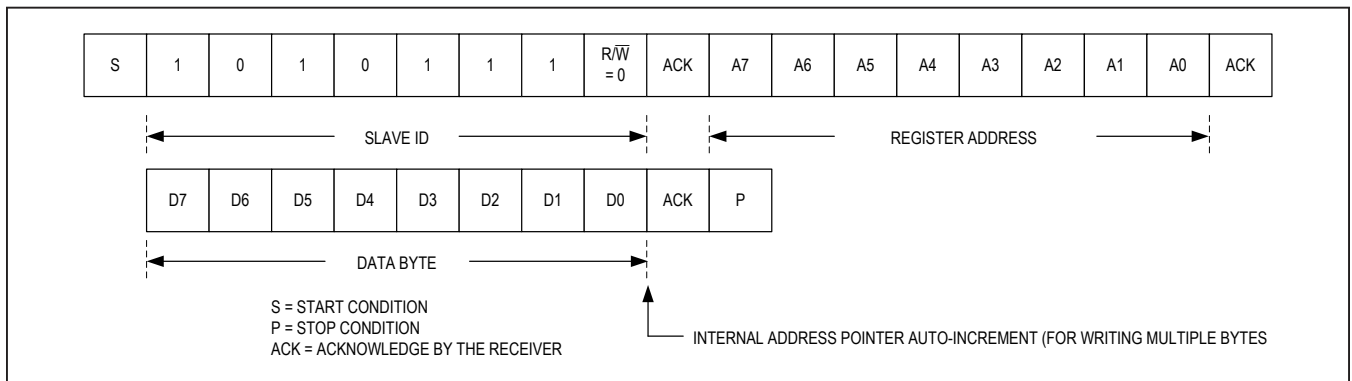 S 1 0 1 0 1 1 1 R/W̅ = 0 ACK A7 A6 A5 A4 A3 A2 A1 A0 ACK
SLAVE ID REGISTER ADDRESS
D7 D6 D5 D4 D3 D2 D1 D0 ACK P
DATA BYTE
S = START CONDITION
P = STOP CONDITION
ACK = ACKNOWLEDGE BY THE RECEIVER
INTERNAL ADDRESS POINTER AUTO-INCREMENT (FOR WRITING MULTIPLE BYTES